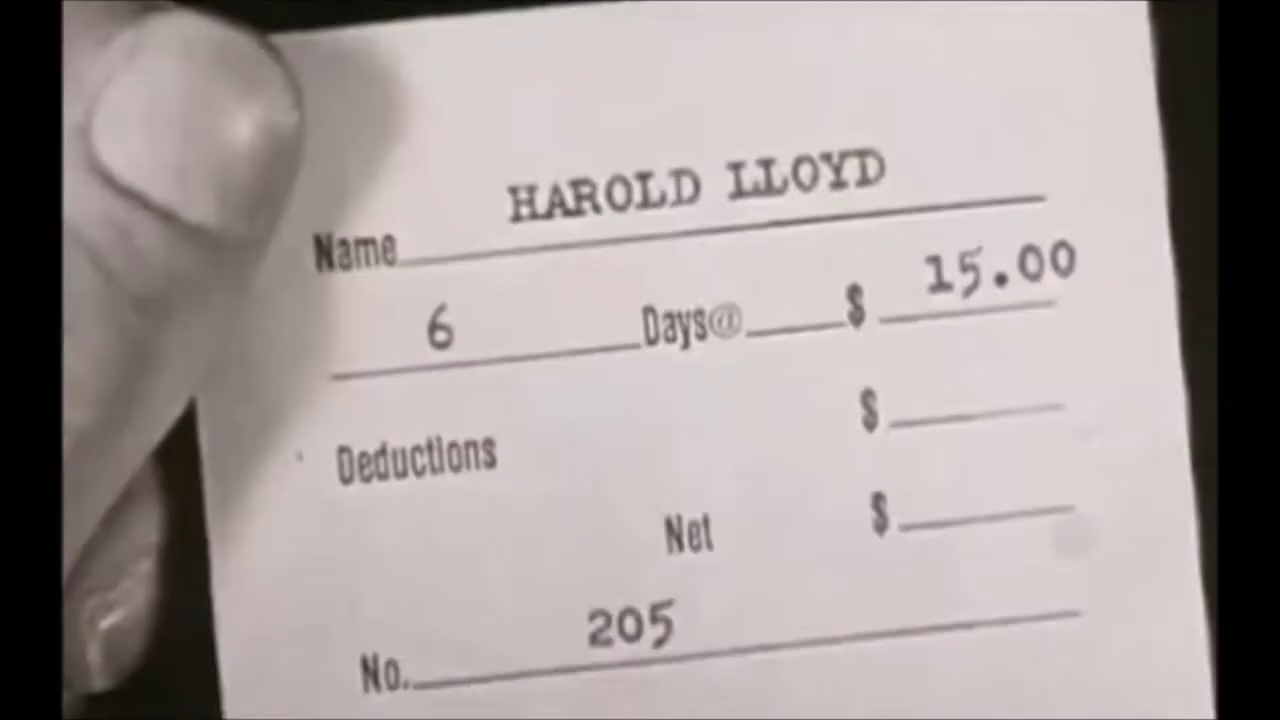 HAROLD LLOYD
Name
6 Days@ $ 15.00
Deductions $
Net $
205
No.